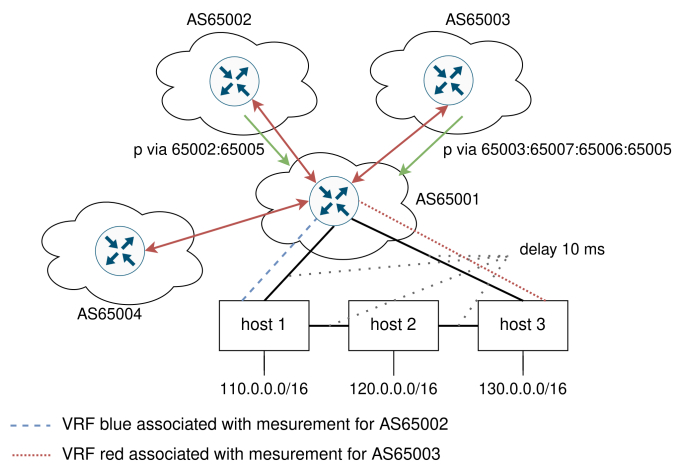 AS65002
AS65003
p via 65002:65005
p via 65003:65007:65006:65005
AS65001
delay 10 ms
AS65004
host 1
host 2
host 3
110.0.0.0/16
120.0.0.0/16
130.0.0.0/16
VRF blue associated with mesurement for AS65002
VRF red associated with mesurement for AS65003